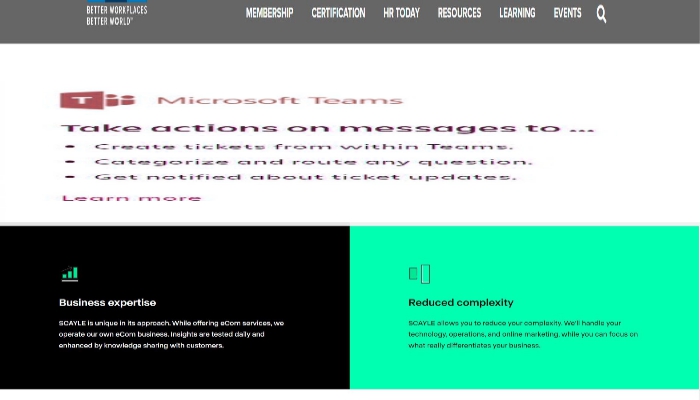 BETTER WORKPLACES
BETTER WORLD™
MEMBERSHIP CERTIFICATION HR TODAY RESOURCES LEARNING EVENTS
Microsoft Teams
Take actions on messages to ...
• Create tickets from within Teams.
• Categorize and route any question.
• Get notified about ticket updates.
Learn more
Business expertise
SCAYLE is unique in its approach. While offering eCom services, we
operate our own eCom business. Insights are tested daily and
enhanced by knowledge sharing with customers.
Reduced complexity
SCAYLE allows you to reduce your complexity. We'll handle your
technology, operations, and online marketing, while you can focus on
what really differentiates your business.